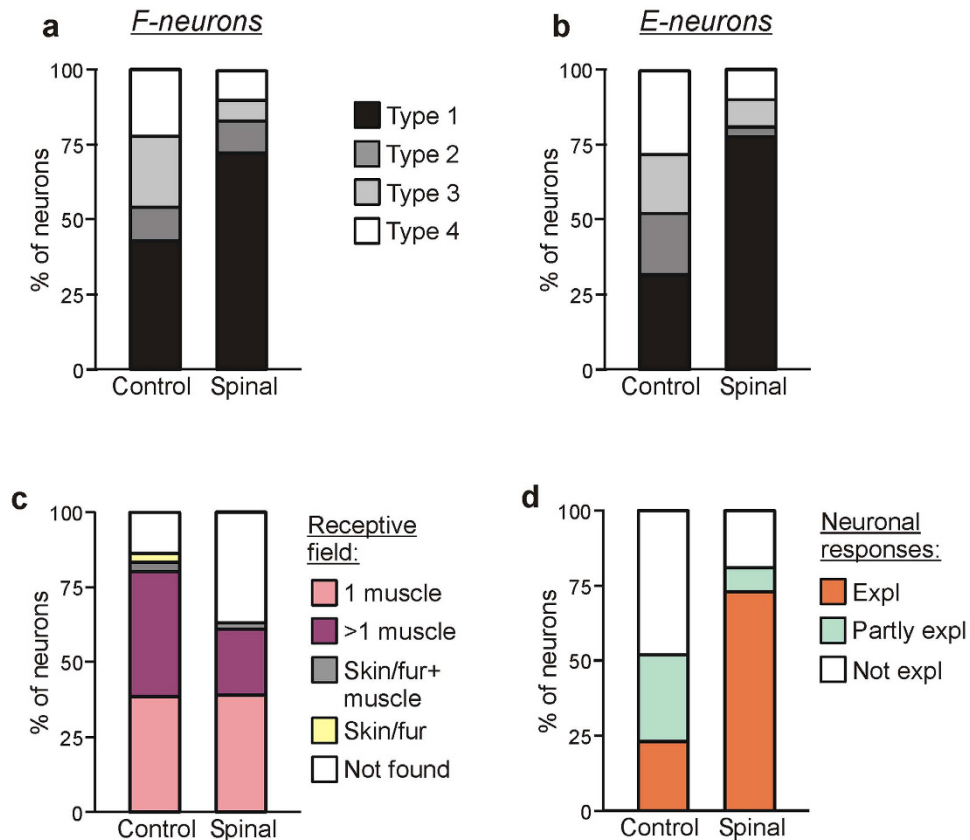 a
F-neurons
% of neurons
100
75
50
25
0
Control
Spinal
Type 1
Type 2
Type 3
Type 4
b
E-neurons
% of neurons
100
75
50
25
0
Control
Spinal
c
% of neurons
100
75
50
25
0
Control
Spinal
Receptive
field:
1 muscle
>1 muscle
Skin/fur+
muscle
Skin/fur
Not found
d
% of neurons
100
75
50
25
0
Control
Spinal
Neuronal
responses:
Expl
Partly expl
Not expl